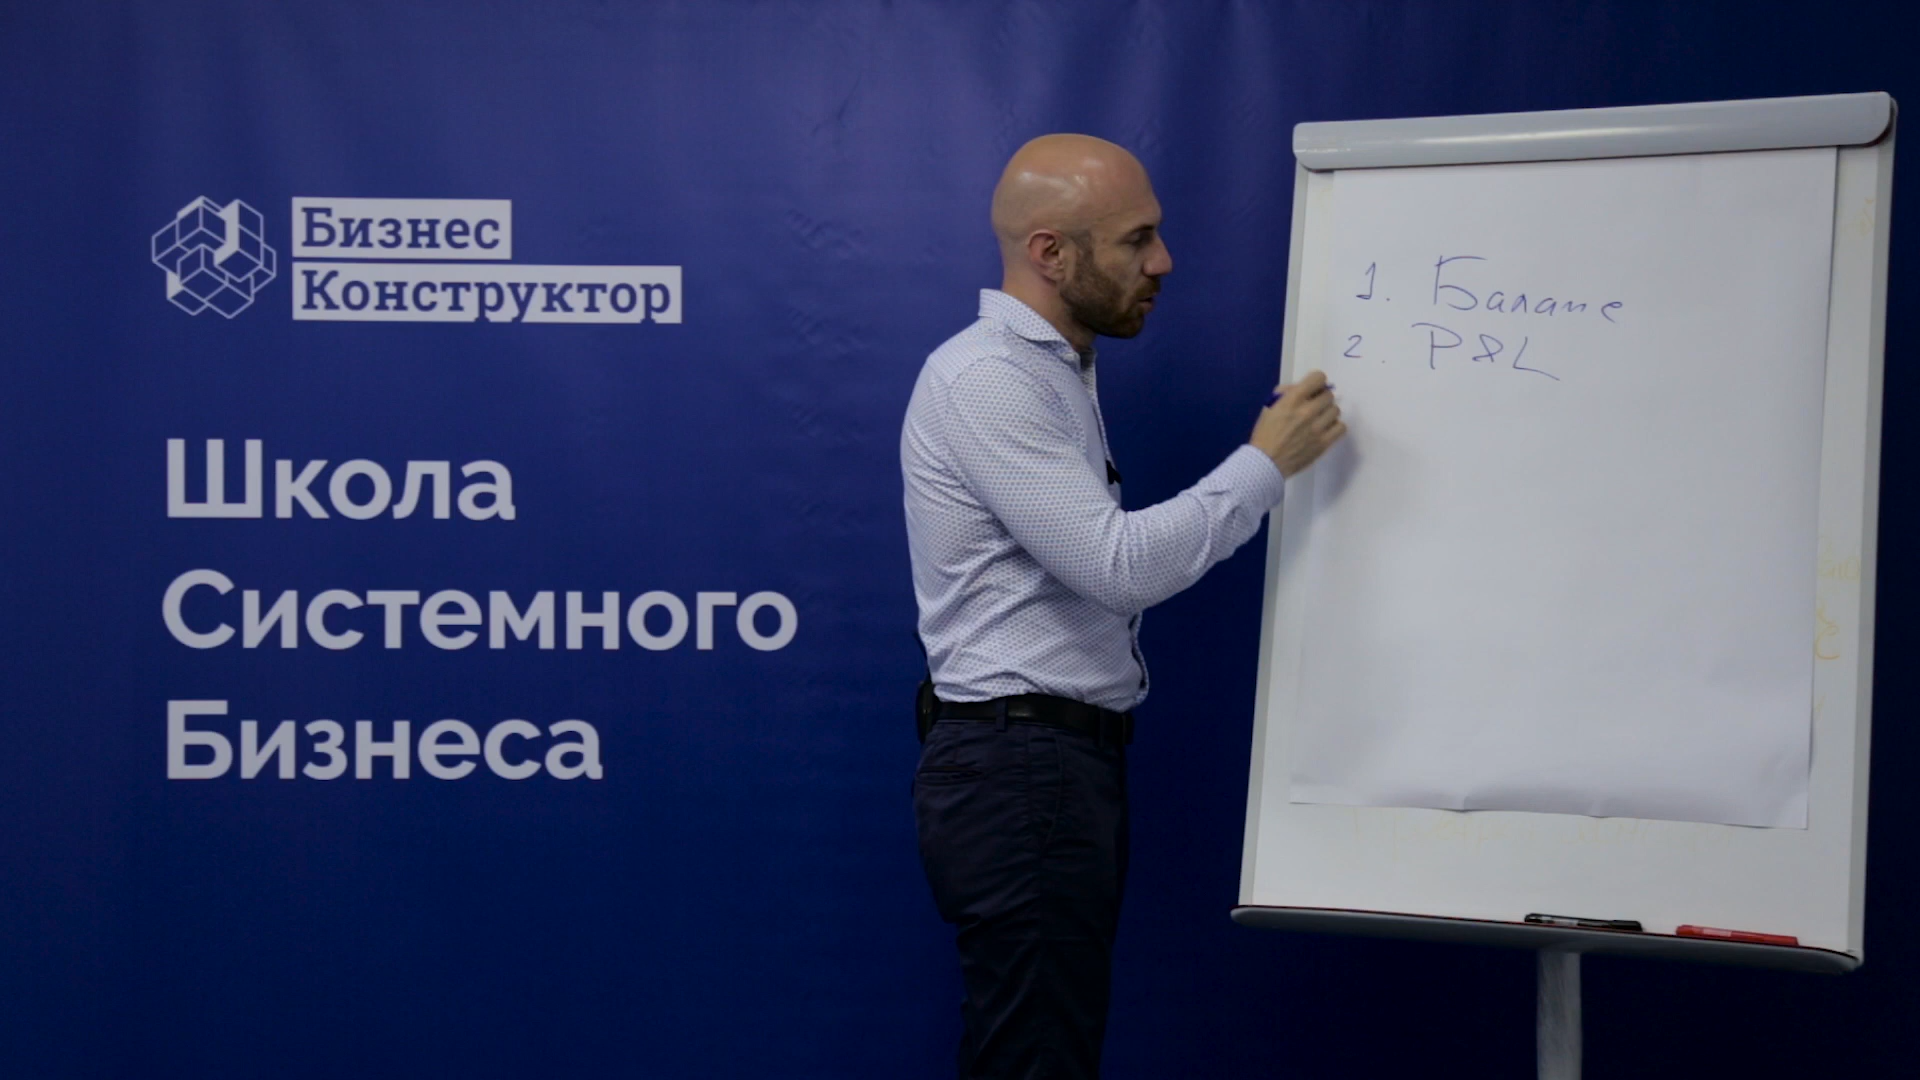 Бизнес
Конструктор
Школа
Системного
Бизнеса
1. Баланс
2. P&L